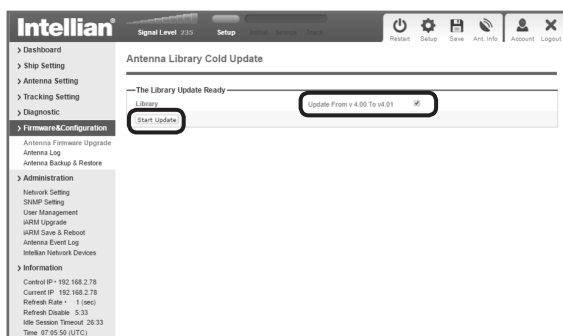 Intellian®
Signal Level 235
Setup
Search
Track
Restart
Setup
Save
Ant. Info
Account
Logout
> Dashboard
> Ship Setting
> Antenna Setting
> Tracking Setting
> Diagnostic
> Firmware&Configuration
Antenna Firmware Upgrade
Antenna Log
Antenna Backup & Restore
> Administration
Network Setting
SNMP Setting
User Management
iARM Upgrade
iARM Save & Reboot
Antenna Event Log
Intellian Network Devices
> Information
Control IP • 192.168.2.78
Current IP 192.168.2.78
Refresh Rate • 1 (sec)
Refresh Disable 5:33
Idle Session Timeout 26:33
Time 07:05:50 (UTC)
Antenna Library Cold Update
The Library Update Ready
Library
Update From v 4.00 To v4.01
Start Update